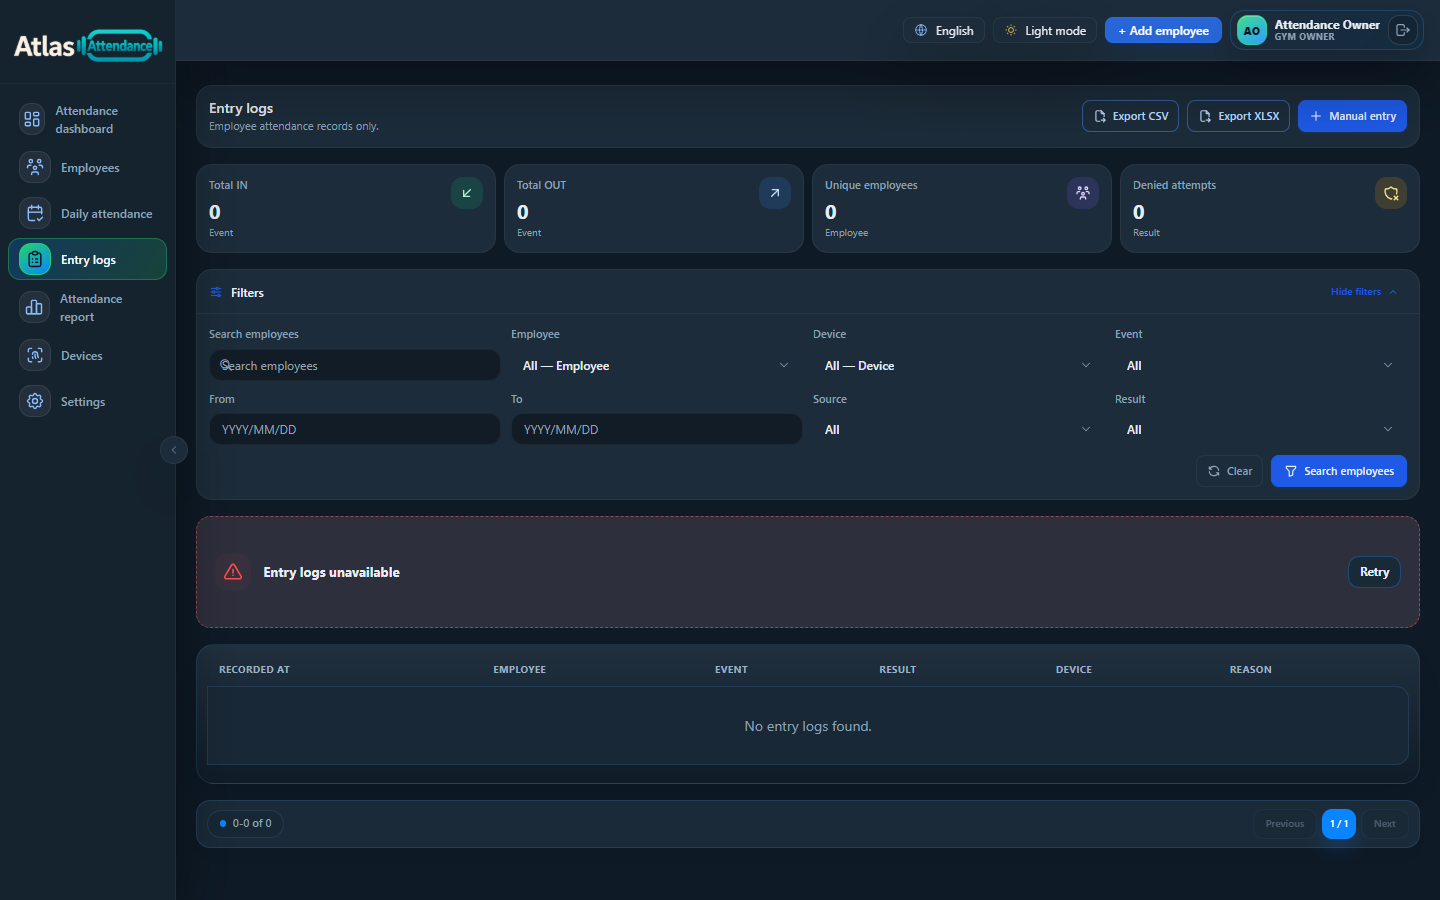 Atlas Attendance
English
Light mode
+ Add employee
AO
Attendance Owner
GYM OWNER
Attendance dashboard
Employees
Daily attendance
Entry logs
Attendance report
Devices
Settings
Entry logs
Employee attendance records only.
Export CSV
Export XLSX
Manual entry
Total IN
0
Event
Total OUT
0
Event
Unique employees
0
Employee
Denied attempts
0
Result
Filters
Hide filters
Search employees
Employee
Device
Event
Search employees
All — Employee
All — Device
All
From
To
Source
Result
YYYY/MM/DD
YYYY/MM/DD
All
All
Clear
Search employees
Entry logs unavailable
Retry
RECORDED AT
EMPLOYEE
EVENT
RESULT
DEVICE
REASON
No entry logs found.
0-0 of 0
Previous
1 / 1
Next